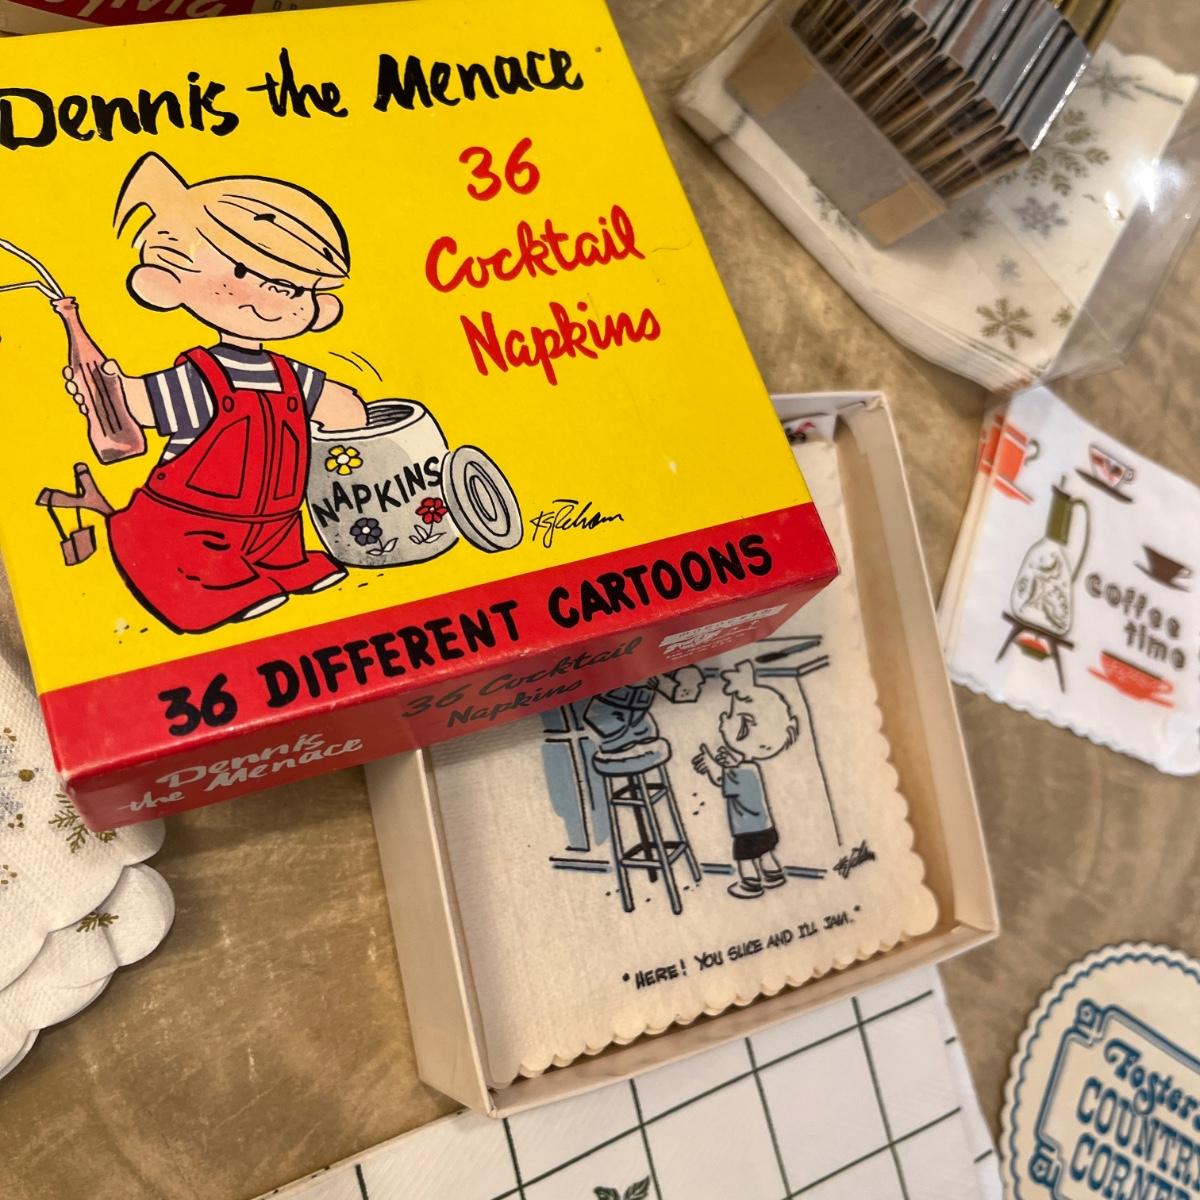 Dennis the Menace
36
Cocktail
Napkins
NAPKINS
36 DIFFERENT CARTOONS
Dennis
the Menace
36 Cocktail
Napkins
"HERE! YOU SLICE AND I'LL JAM."
Coffee
time
Fosters
COUNTRY
CORNER